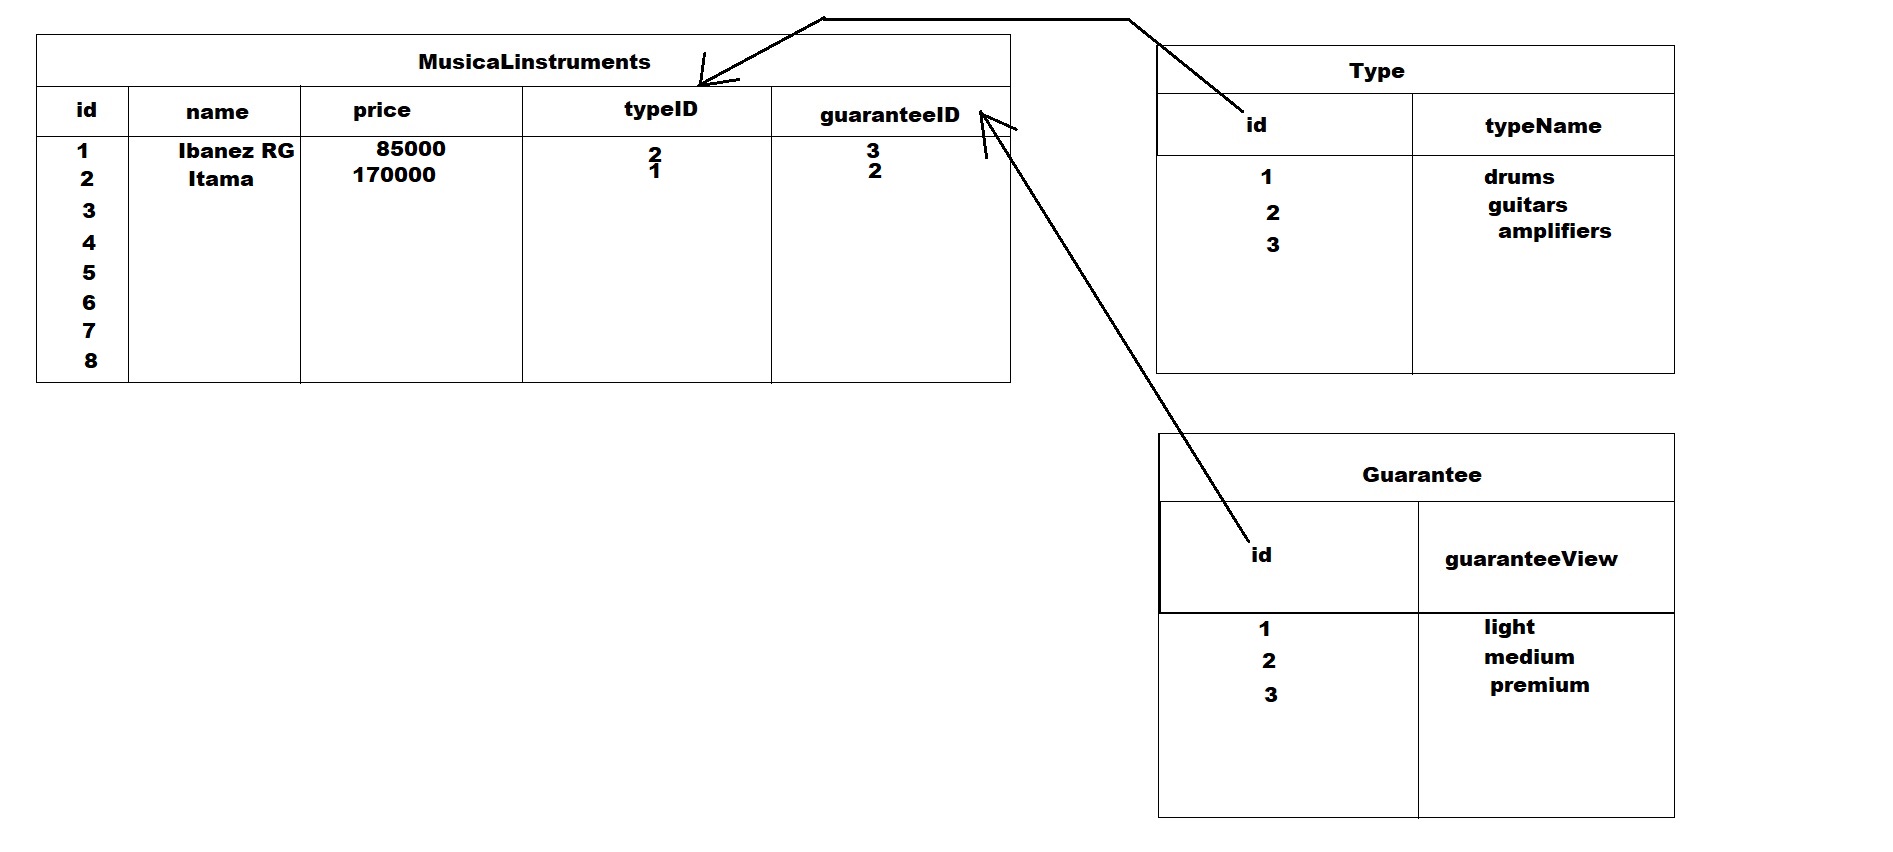 MusicaLinstruments
id name price typeID guaranteeID
1 Ibanez RG 85000 2 3
2 Itama 170000 1 2
3
4
5
6
7
8
Type
id typeName
1 drums
2 guitars
3 amplifiers
Guarantee
id guaranteeView
1 light
2 medium
3 premium